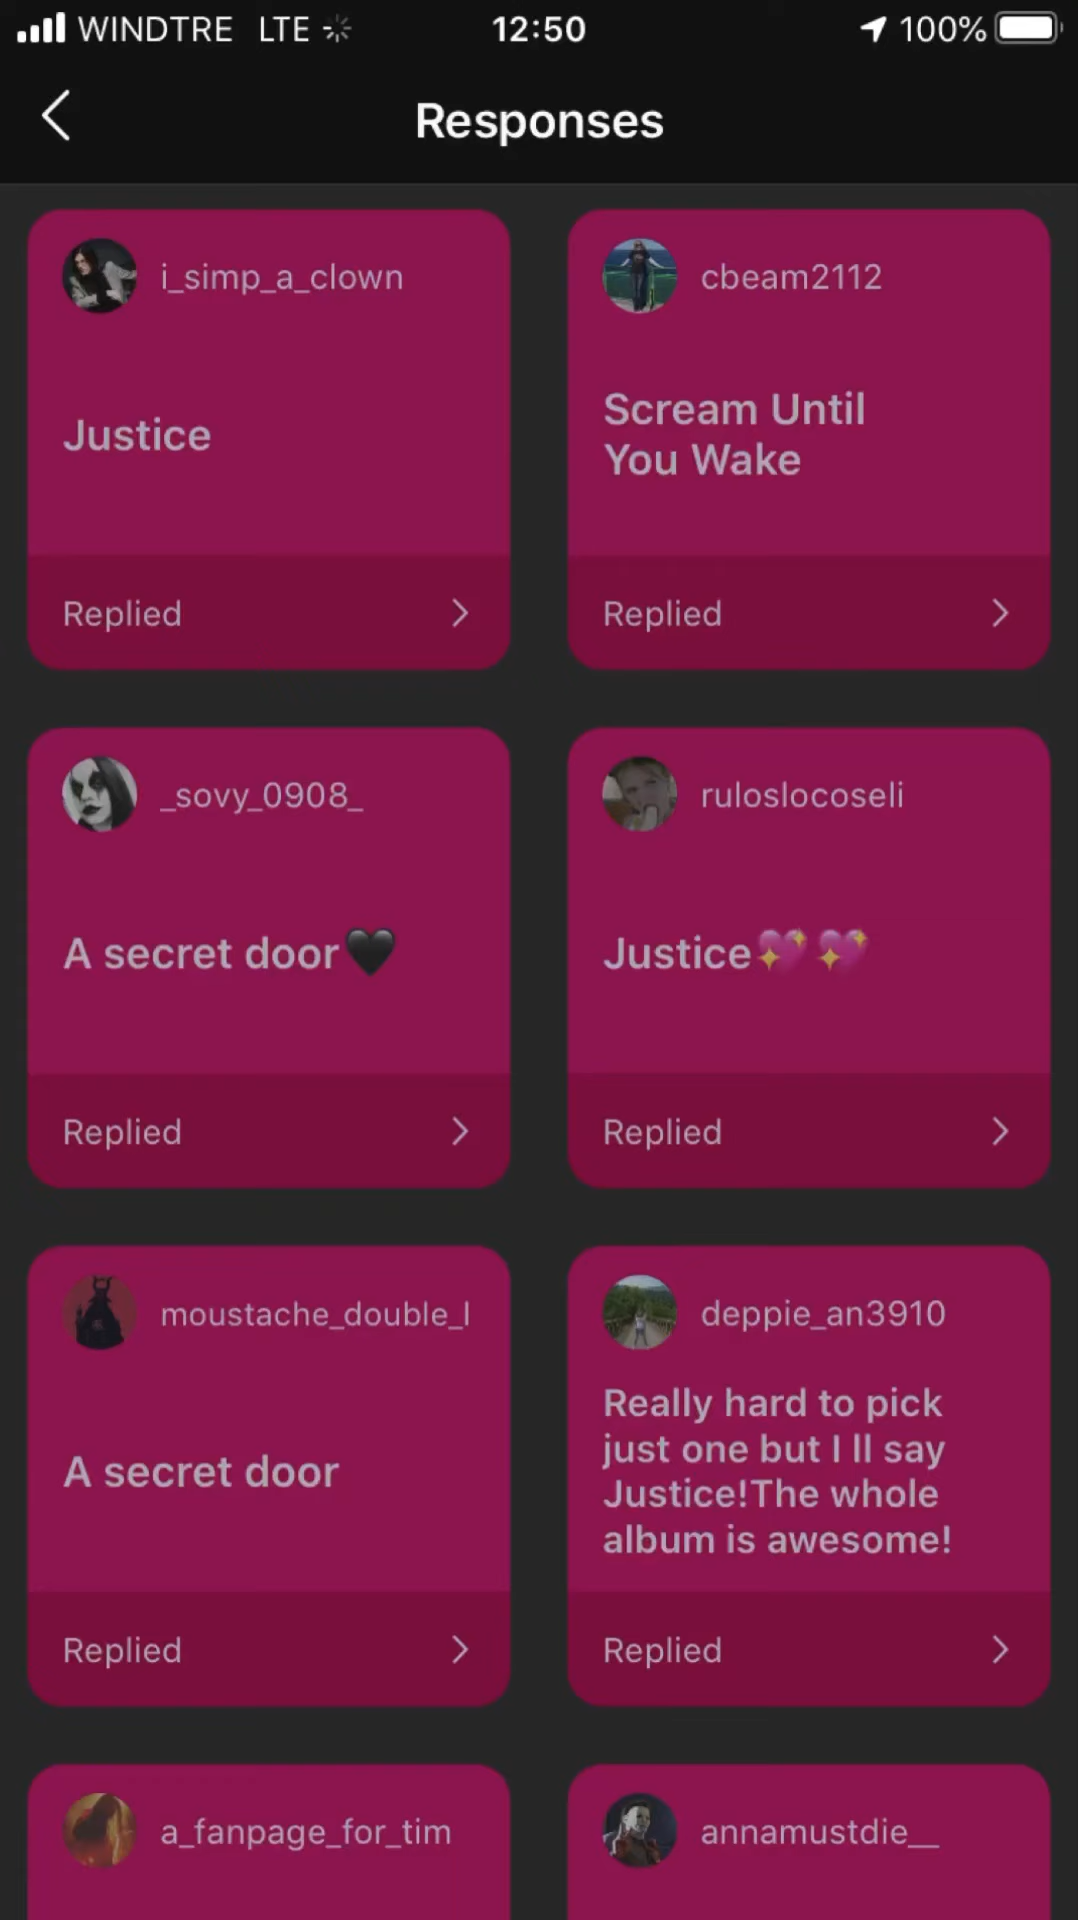 WINDTRE LTE 12:50 100%
Responses
i_simp_a_clown
Justice
Replied
cbeam2112
Scream Until
You Wake
Replied
_sovy_0908_
A secret door🖤
Replied
ruloslocoseli
Justice💖💖
Replied
moustache_double_l
A secret door
Replied
deppie_an3910
Really hard to pick
just one but I ll say
Justice!The whole
album is awesome!
Replied
a_fanpage_for_tim
annamustdie__